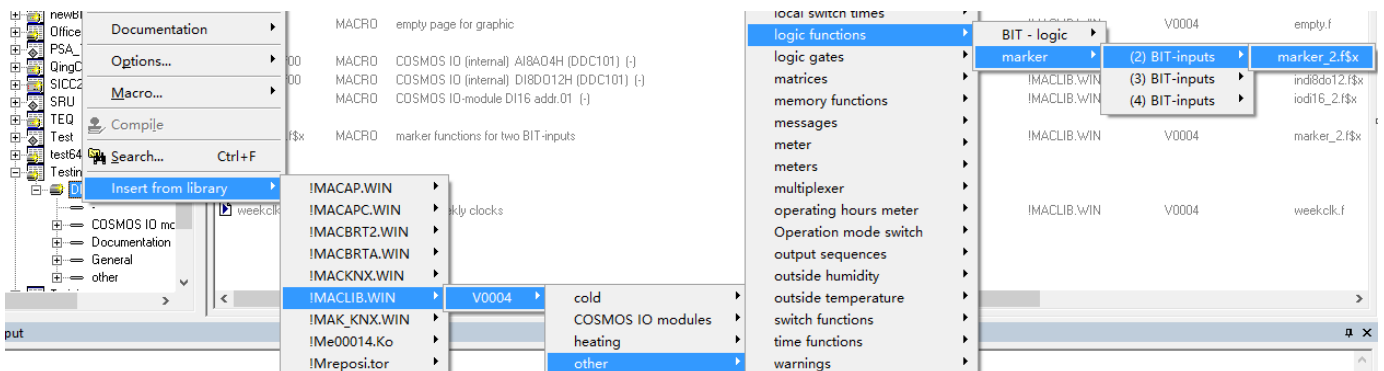 newBI
Office
PSA_
QingC
SICC2
SRU
TEQ
Test
test64
Testin
DI
-
COSMOS IO mc
Documentation
General
other
Documentation
Options...
Macro...
Compile
Search... Ctrl+F
Insert from library
MACRO empty page for graphic
00 MACRO COSMOS IO (internal) AI8AO4H (DDC101) (-)
00 MACRO COSMOS IO (internal) DI8DO12H (DDC101) (-)
MACRO COSMOS IO-module DI16 addr.01 (-)
.f$x MACRO marker functions for two BIT-inputs
weekclk
kly clocks
!MACAP.WIN
!MACAPC.WIN
!MACBRT2.WIN
!MACBRTA.WIN
!MACKNX.WIN
!MACLIB.WIN
!MAK_KNX.WIN
!Me00014.Ko
!Mreposi.tor
V0004
cold
COSMOS IO modules
heating
other
local switch times
logic functions
logic gates
matrices
memory functions
messages
meter
meters
multiplexer
operating hours meter
Operation mode switch
output sequences
outside humidity
outside temperature
switch functions
time functions
warnings
BIT - logic
marker
(2) BIT-inputs
(3) BIT-inputs
(4) BIT-inputs
marker_2.f$x
!MACLIB.WIN V0004 empty.f
!MACLIB.WIN indi8do12.f$x
!MACLIB.WIN iodi16_2.f$x
!MACLIB.WIN V0004 marker_2.f$x
!MACLIB.WIN V0004 weekclk.f
put